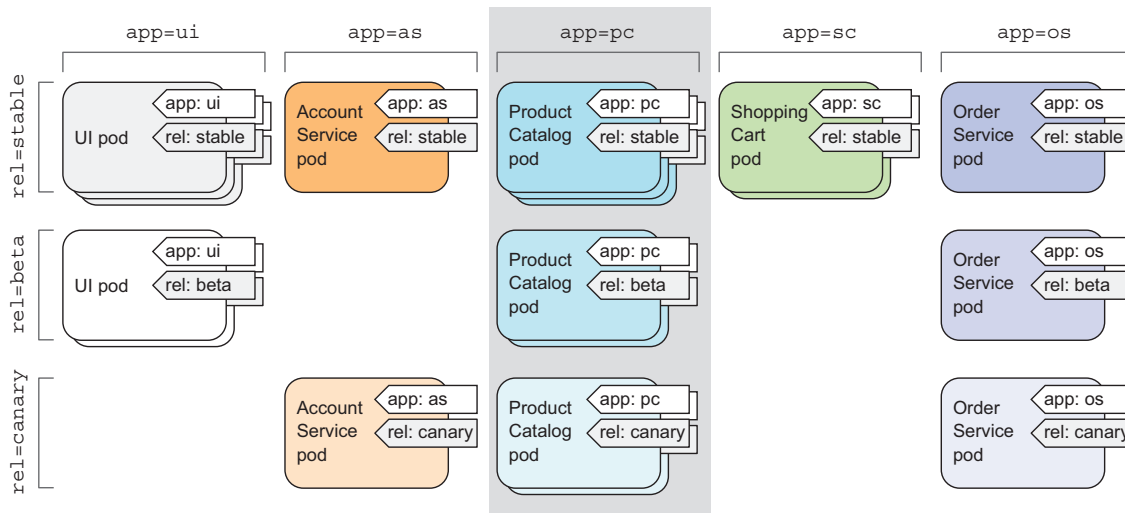 app=ui
app=as
app=pc
app=sc
app=os
rel=stable
UI pod
app: ui
rel: stable
Account
Service
pod
app: as
rel: stable
Product
Catalog
pod
app: pc
rel: stable
Shopping
Cart
pod
app: sc
rel: stable
Order
Service
pod
app: os
rel: stable
rel=beta
UI pod
app: ui
rel: beta
Product
Catalog
pod
app: pc
rel: beta
Order
Service
pod
app: os
rel: beta
rel=canary
Account
Service
pod
app: as
rel: canary
Product
Catalog
pod
app: pc
rel: canary
Order
Service
pod
app: os
rel: canary